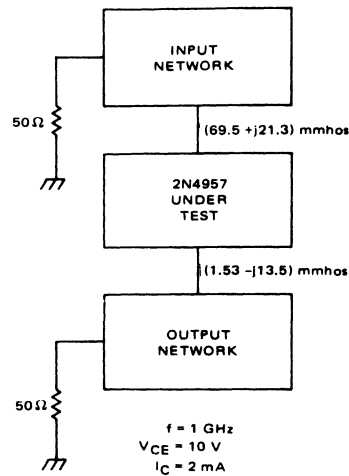 INPUT
NETWORK
50Ω
(69.5 +j21.3) mmhos
2N4957
UNDER
TEST
(1.53 –j13.5) mmhos
OUTPUT
NETWORK
50Ω
f = 1 GHz
VCE = 10 V
IC = 2 mA